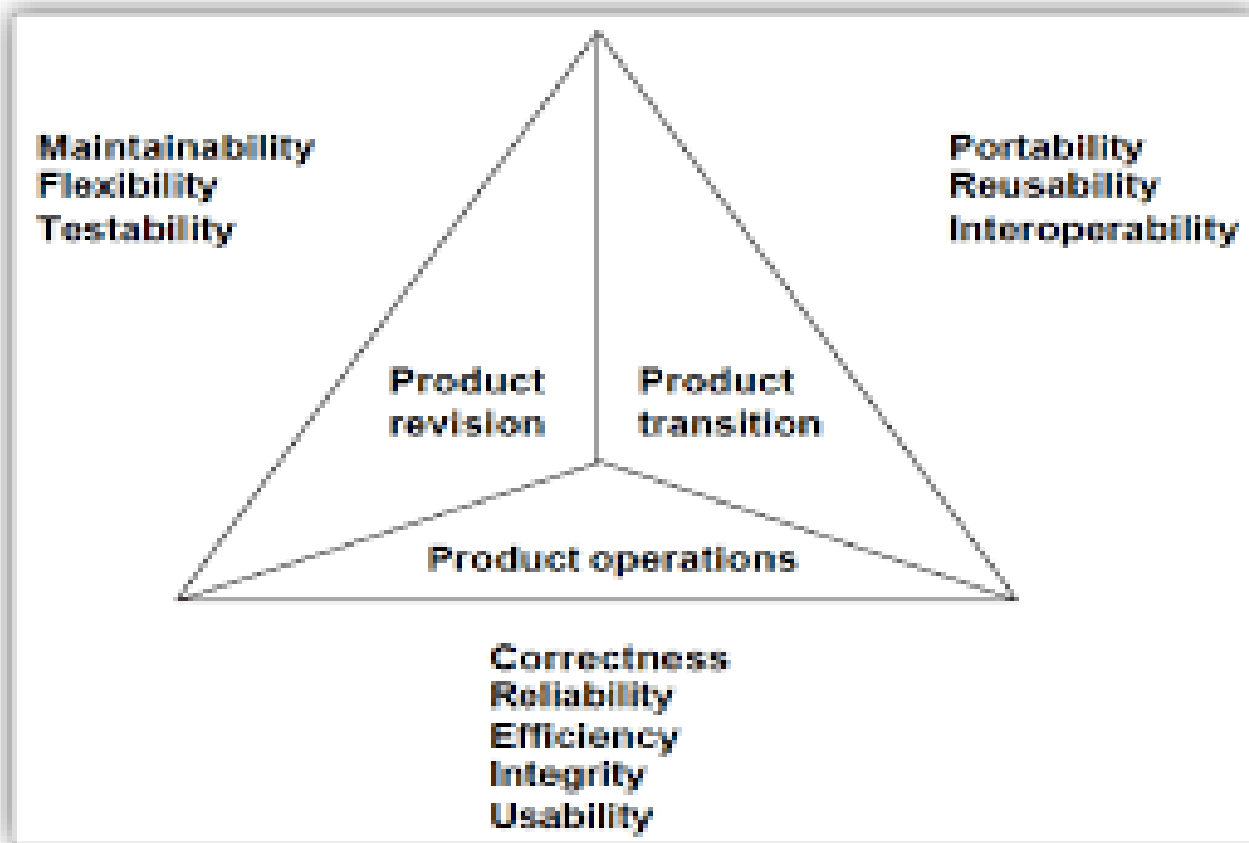 Maintainability
Flexibility
Testability
Portability
Reusability
Interoperability
Product
revision
Product
transition
Product operations
Correctness
Reliability
Efficiency
Integrity
Usability